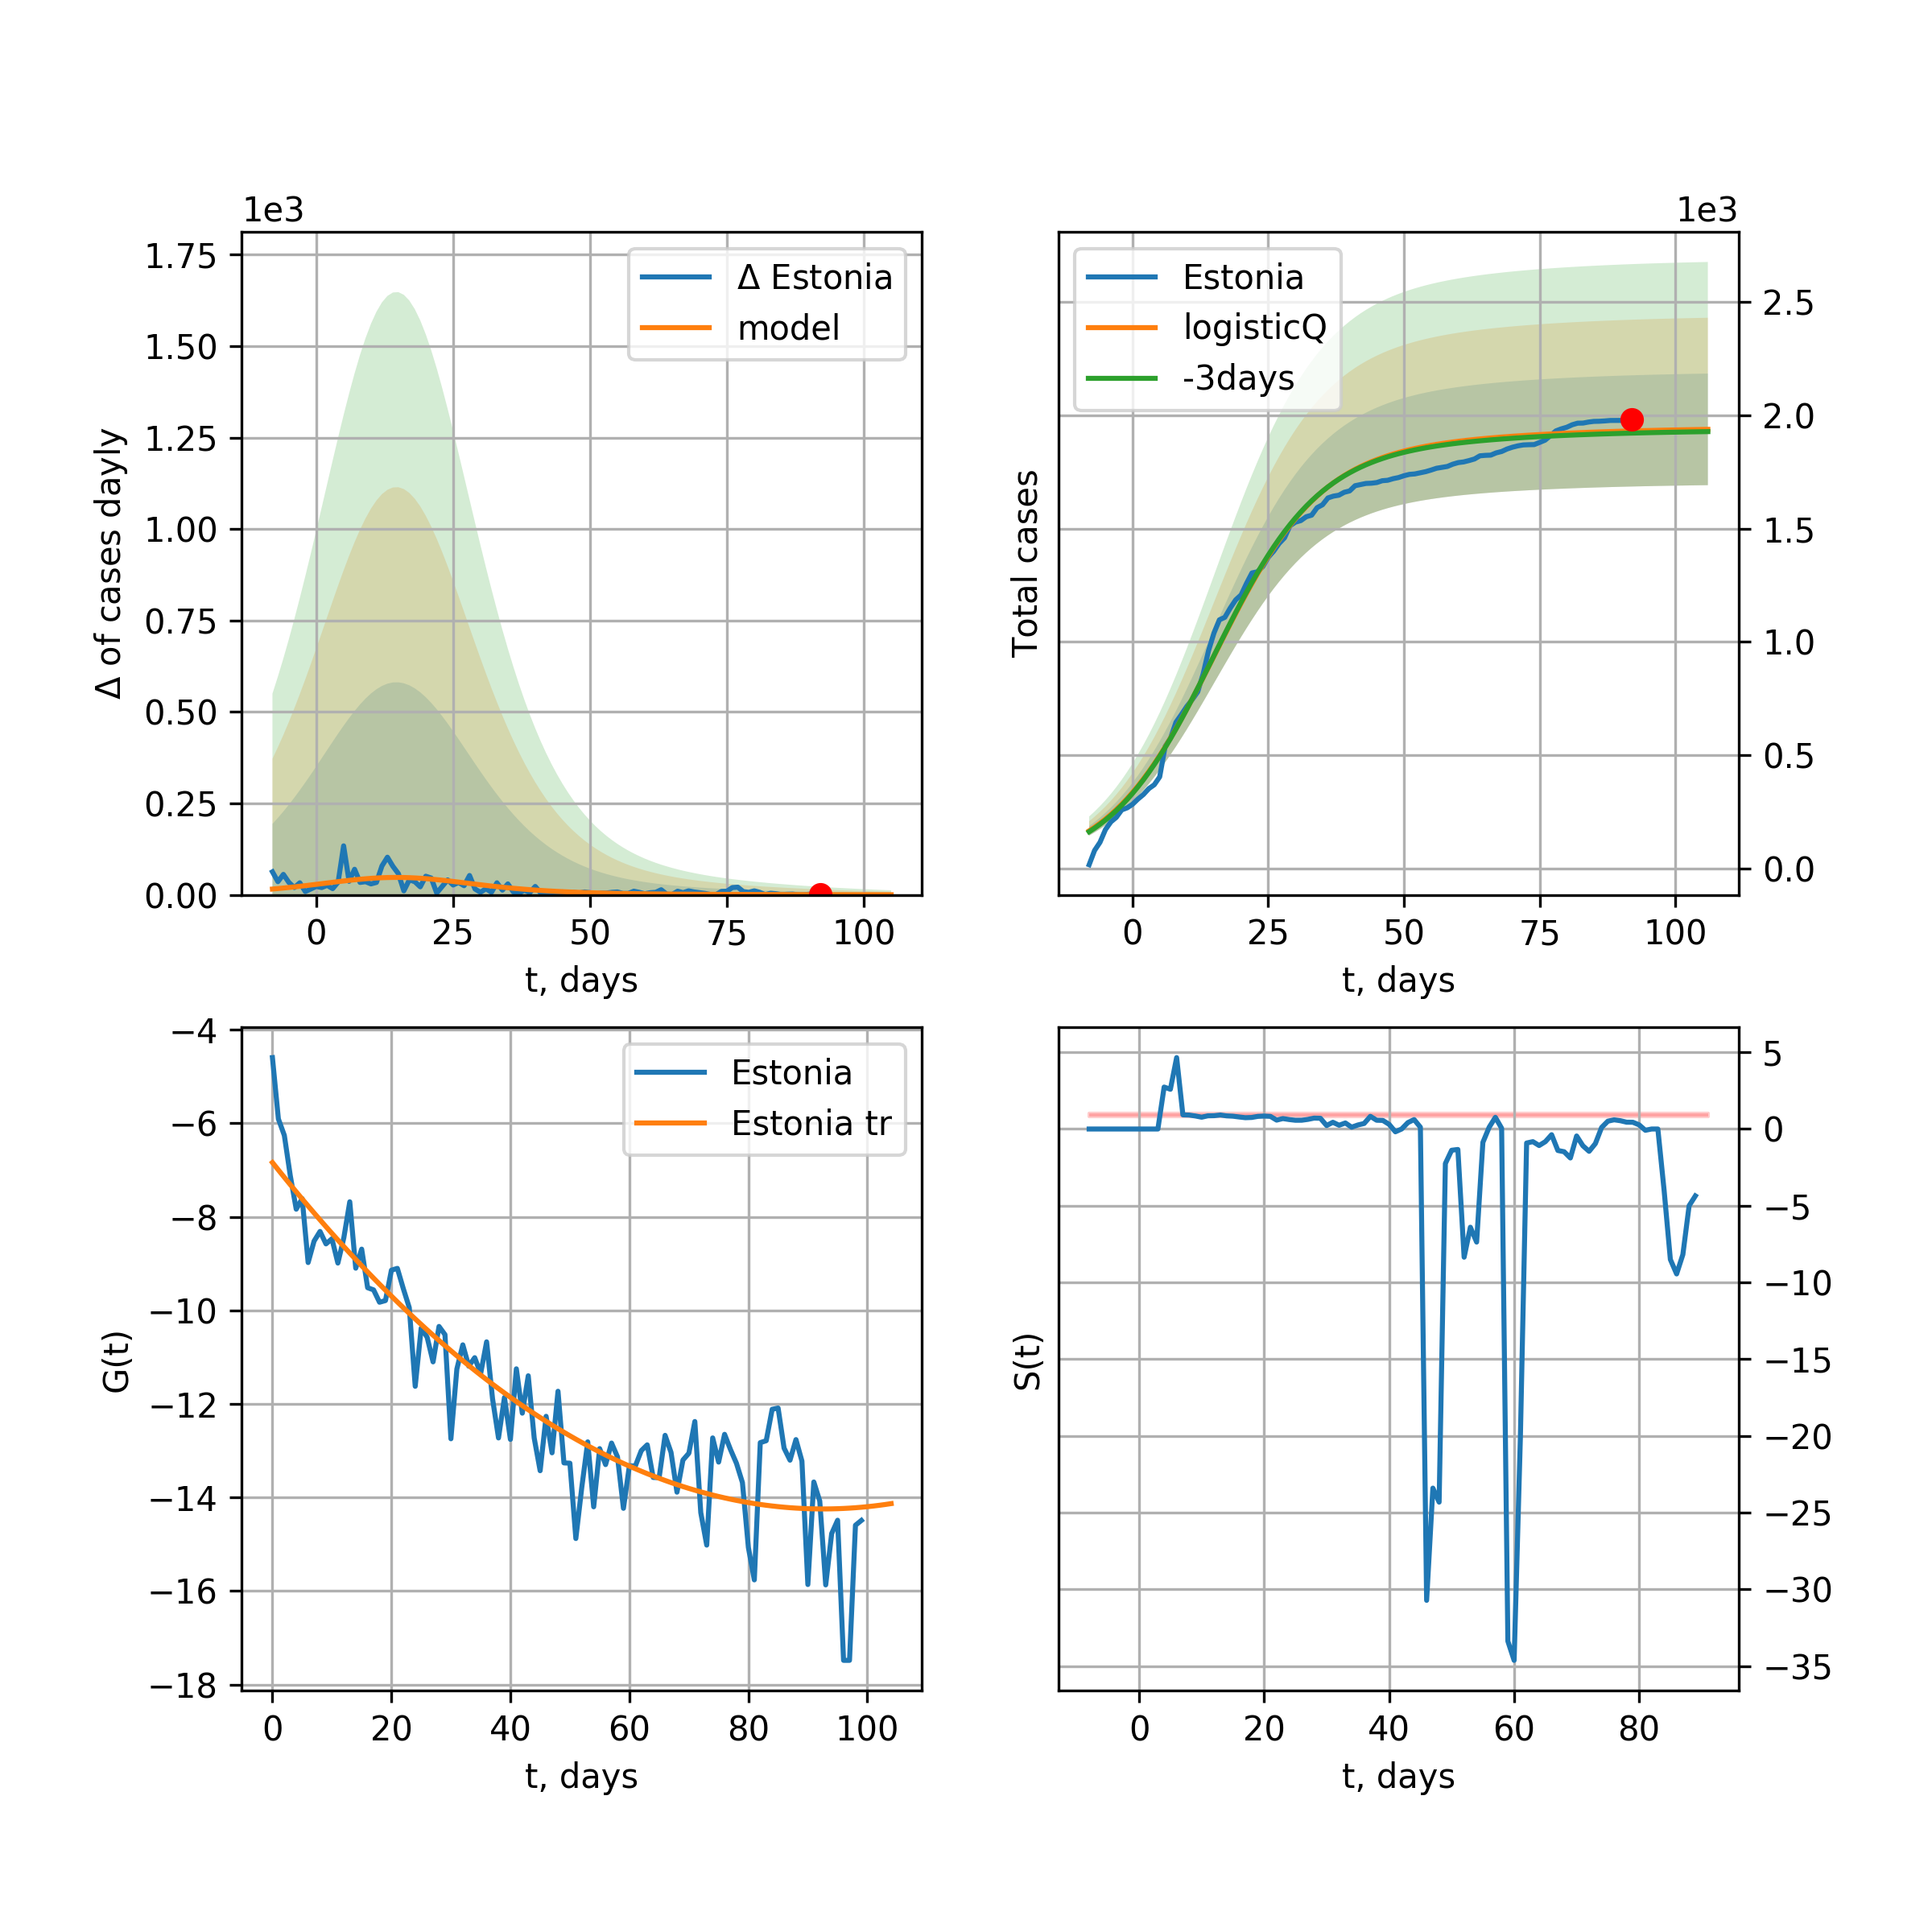 1e3
1.75
1.50
1.25
1.00
0.75
0.50
0.25
0.00
Δ of cases dayly
Δ Estonia
model
0 25 50 75 100
t, days
1e3
Estonia
logisticQ
-3days
Total cases
2.5
2.0
1.5
1.0
0.5
0.0
0 25 50 75 100
t, days
−4
−6
−8
−10
−12
−14
−16
−18
G(t)
Estonia
Estonia tr
0 20 40 60 80 100
t, days
S(t)
5
0
−5
−10
−15
−20
−25
−30
−35
0 20 40 60 80
t, days